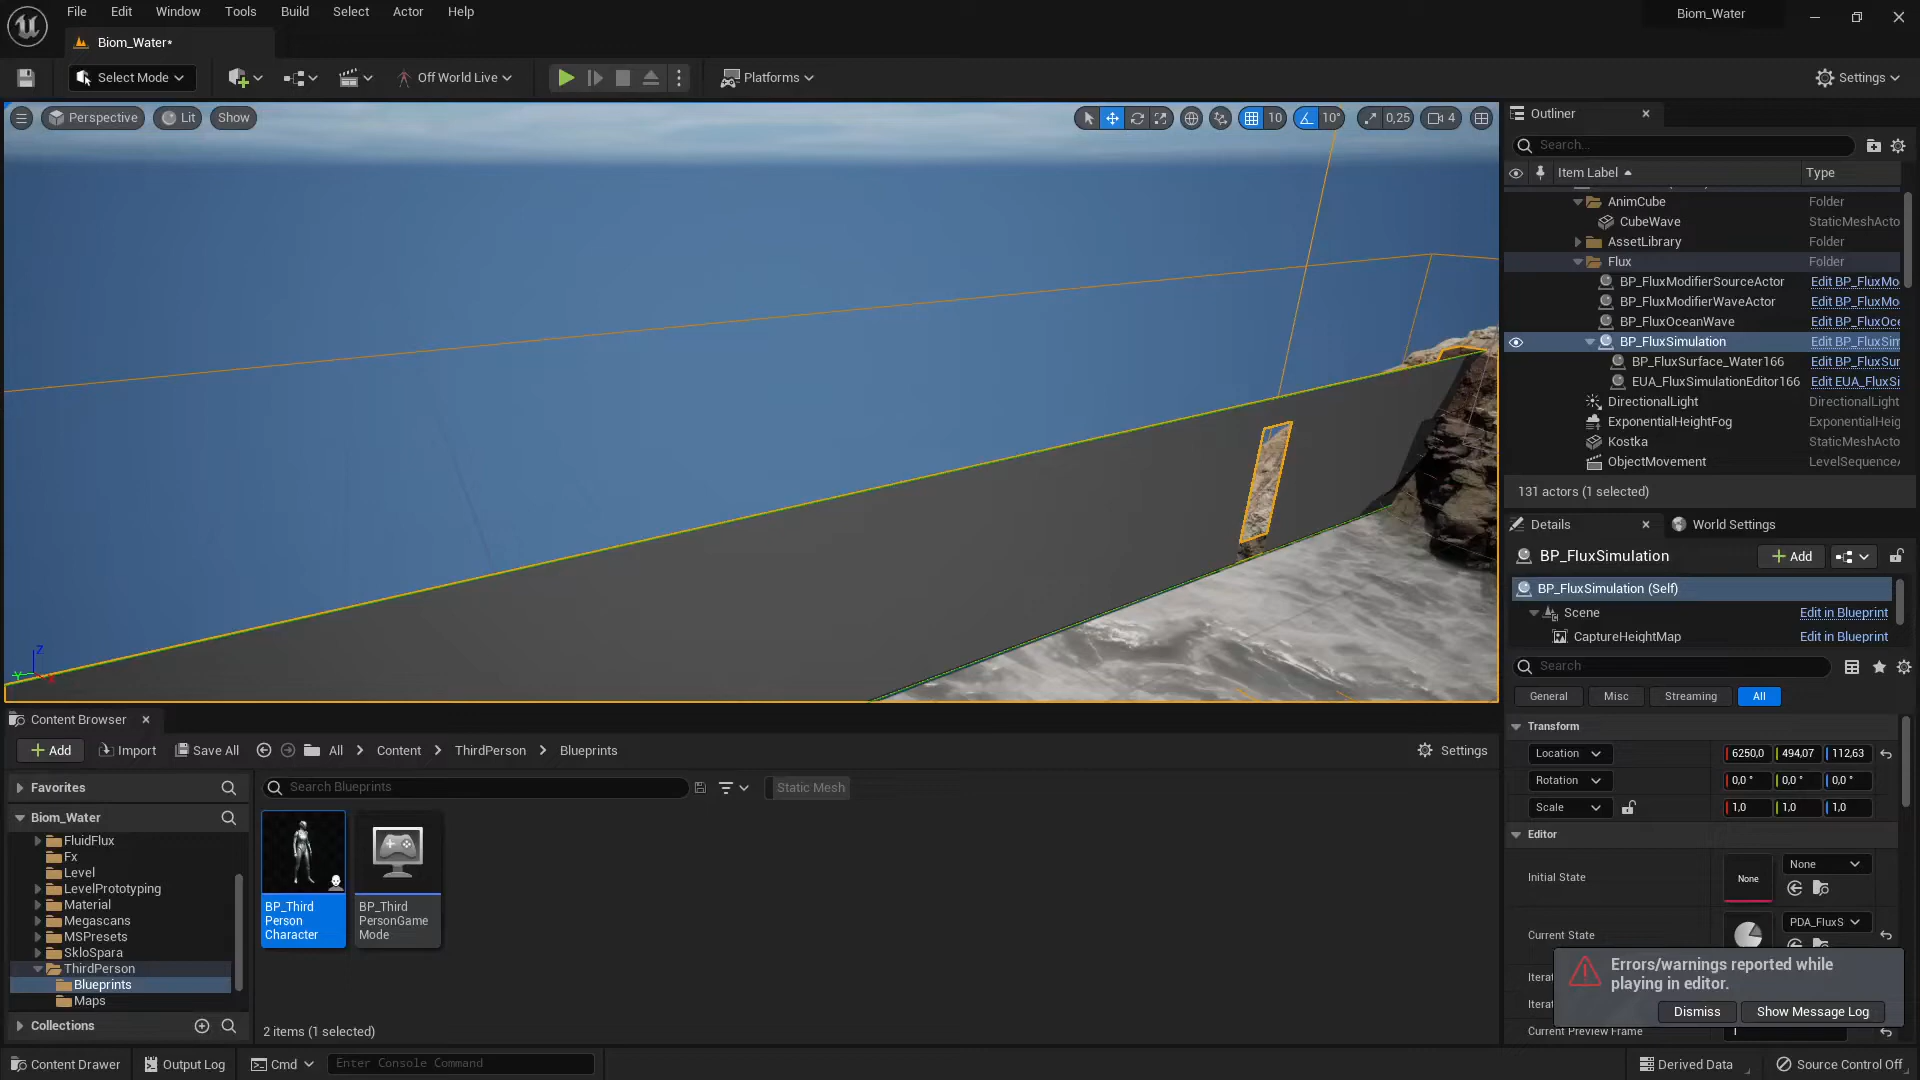 File Edit Window Tools Build Select Actor Help
Biom_Water
Biom_Water*
Select Mode
Off World Live
Platforms
Settings
Perspective Lit Show
10 10° 0,25 4
Outliner
Search...
Item Label Type
AnimCube Folder
CubeWave StaticMeshActo
AssetLibrary Folder
Flux Folder
BP_FluxModifierSourceActor Edit BP_FluxMo
BP_FluxModifierWaveActor Edit BP_FluxMo
BP_FluxOceanWave Edit BP_FluxOce
BP_FluxSimulation Edit BP_FluxSim
BP_FluxSurface_Water166 Edit BP_FluxSur
EUA_FluxSimulationEditor166 Edit EUA_FluxSi
DirectionalLight DirectionalLight
ExponentialHeightFog ExponentialHeig
Kostka StaticMeshActo
ObjectMovement LevelSequence
131 actors (1 selected)
Details World Settings
BP_FluxSimulation Add
BP_FluxSimulation (Self)
Scene Edit in Blueprint
CaptureHeightMap Edit in Blueprint
Search
General Misc Streaming All
Transform
Location 6250,0 494,07 112,63
Rotation 0,0 ° 0,0 ° 0,0 °
Scale 1,0 1,0 1,0
Editor
Initial State None None
Current State PDA_FluxS
Iterat
Iterat
Current Preview Frame 1
Errors/warnings reported while
playing in editor.
Dismiss Show Message Log
Z
Y
X
Content Browser
Add Import Save All All Content ThirdPerson Blueprints Settings
Favorites
Biom_Water
FluidFlux
Fx
Level
LevelPrototyping
Material
Megascans
MSPresets
SkloSpara
ThirdPerson
Blueprints
Maps
Collections
Search Blueprints Static Mesh
BP_Third
Person
Character
BP_Third
PersonGame
Mode
2 items (1 selected)
Content Drawer Output Log Cmd Enter Console Command Derived Data Source Control Off